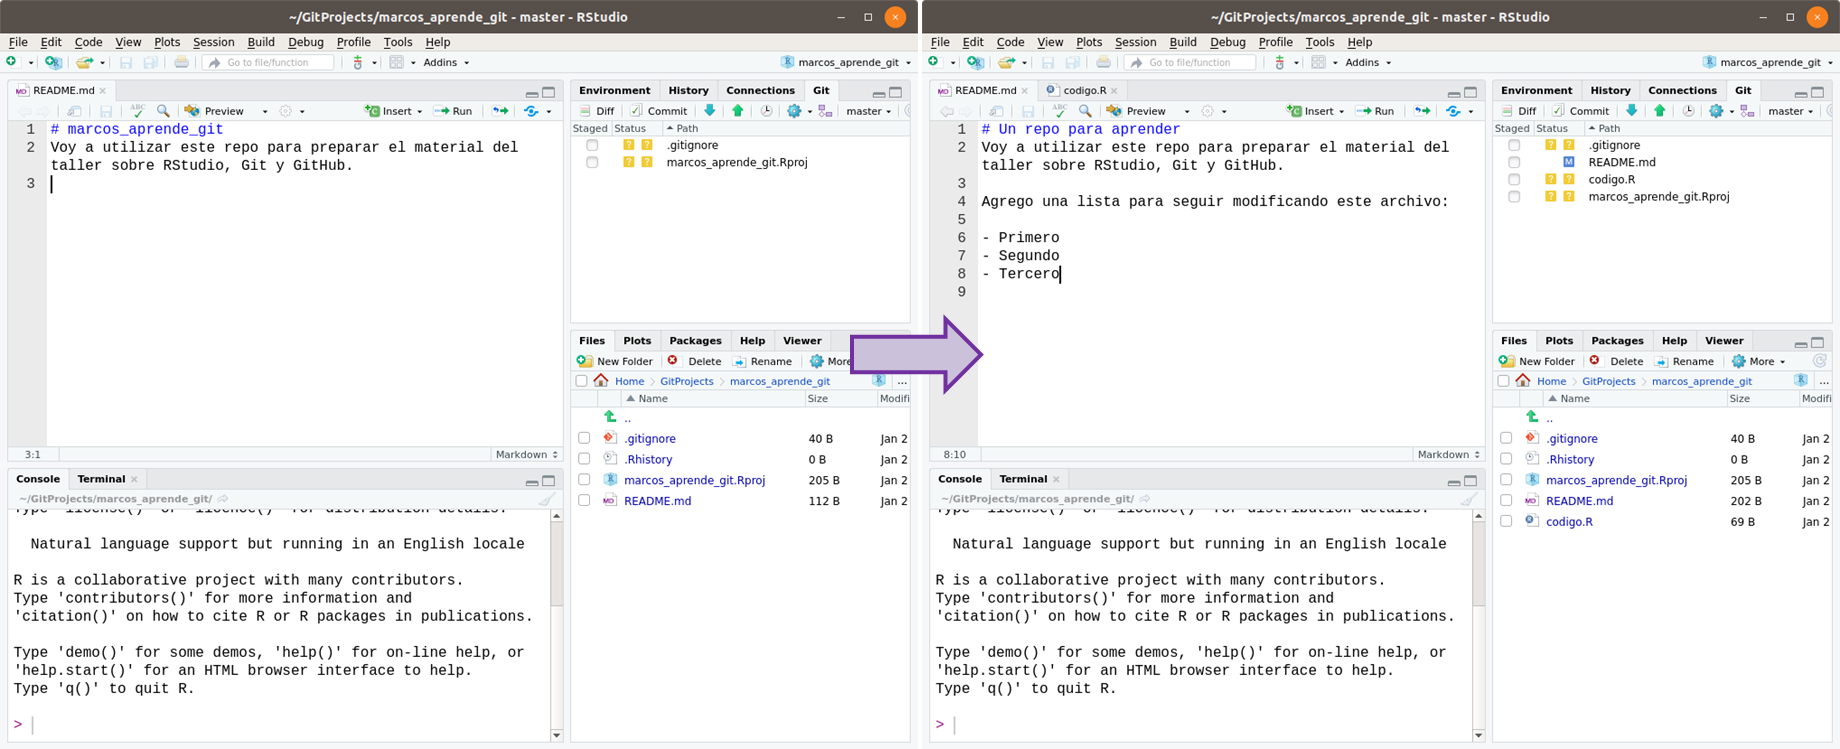 ~/GitProjects/marcos_aprende_git - master - RStudio
File Edit Code View Plots Session Build Debug Profile Tools Help
Go to file/function Addins marcos_aprende_git
README.md
Preview Insert Run
1 # marcos_aprende_git
2 Voy a utilizar este repo para preparar el material del
taller sobre RStudio, Git y GitHub.
3
3:1 Markdown
Console Terminal
~/GitProjects/marcos_aprende_git/
Type 'license()' or 'licence()' for distribution details.
Natural language support but running in an English locale
R is a collaborative project with many contributors.
Type 'contributors()' for more information and
'citation()' on how to cite R or R packages in publications.
Type 'demo()' for some demos, 'help()' for on-line help, or
'help.start()' for an HTML browser interface to help.
Type 'q()' to quit R.
>
Environment History Connections Git
Diff Commit master
Staged Status Path
? ? .gitignore
? ? marcos_aprende_git.Rproj
Files Plots Packages Help Viewer
New Folder Delete Rename More
Home GitProjects marcos_aprende_git ...
Name Size Modifi
..
.gitignore 40 B Jan 2
.Rhistory 0 B Jan 2
marcos_aprende_git.Rproj 205 B Jan 2
README.md 112 B Jan 2
~/GitProjects/marcos_aprende_git - master - RStudio
File Edit Code View Plots Session Build Debug Profile Tools Help
Go to file/function Addins marcos_aprende_git
README.md codigo.R
Preview Insert Run
1 # Un repo para aprender
2 Voy a utilizar este repo para preparar el material del
taller sobre RStudio, Git y GitHub.
3
4 Agrego una lista para seguir modificando este archivo:
5
6 - Primero
7 - Segundo
8 - Tercero
9
8:10 Markdown
Console Terminal
~/GitProjects/marcos_aprende_git/
Type 'license()' or 'licence()' for distribution details.
Natural language support but running in an English locale
R is a collaborative project with many contributors.
Type 'contributors()' for more information and
'citation()' on how to cite R or R packages in publications.
Type 'demo()' for some demos, 'help()' for on-line help, or
'help.start()' for an HTML browser interface to help.
Type 'q()' to quit R.
>
Environment History Connections Git
Diff Commit master
Staged Status Path
? ? .gitignore
M README.md
? ? codigo.R
? ? marcos_aprende_git.Rproj
Files Plots Packages Help Viewer
New Folder Delete Rename More
Home GitProjects marcos_aprende_git ...
Name Size Modifi
..
.gitignore 40 B Jan 2
.Rhistory 0 B Jan 2
marcos_aprende_git.Rproj 205 B Jan 2
README.md 202 B Jan 2
codigo.R 69 B Jan 2